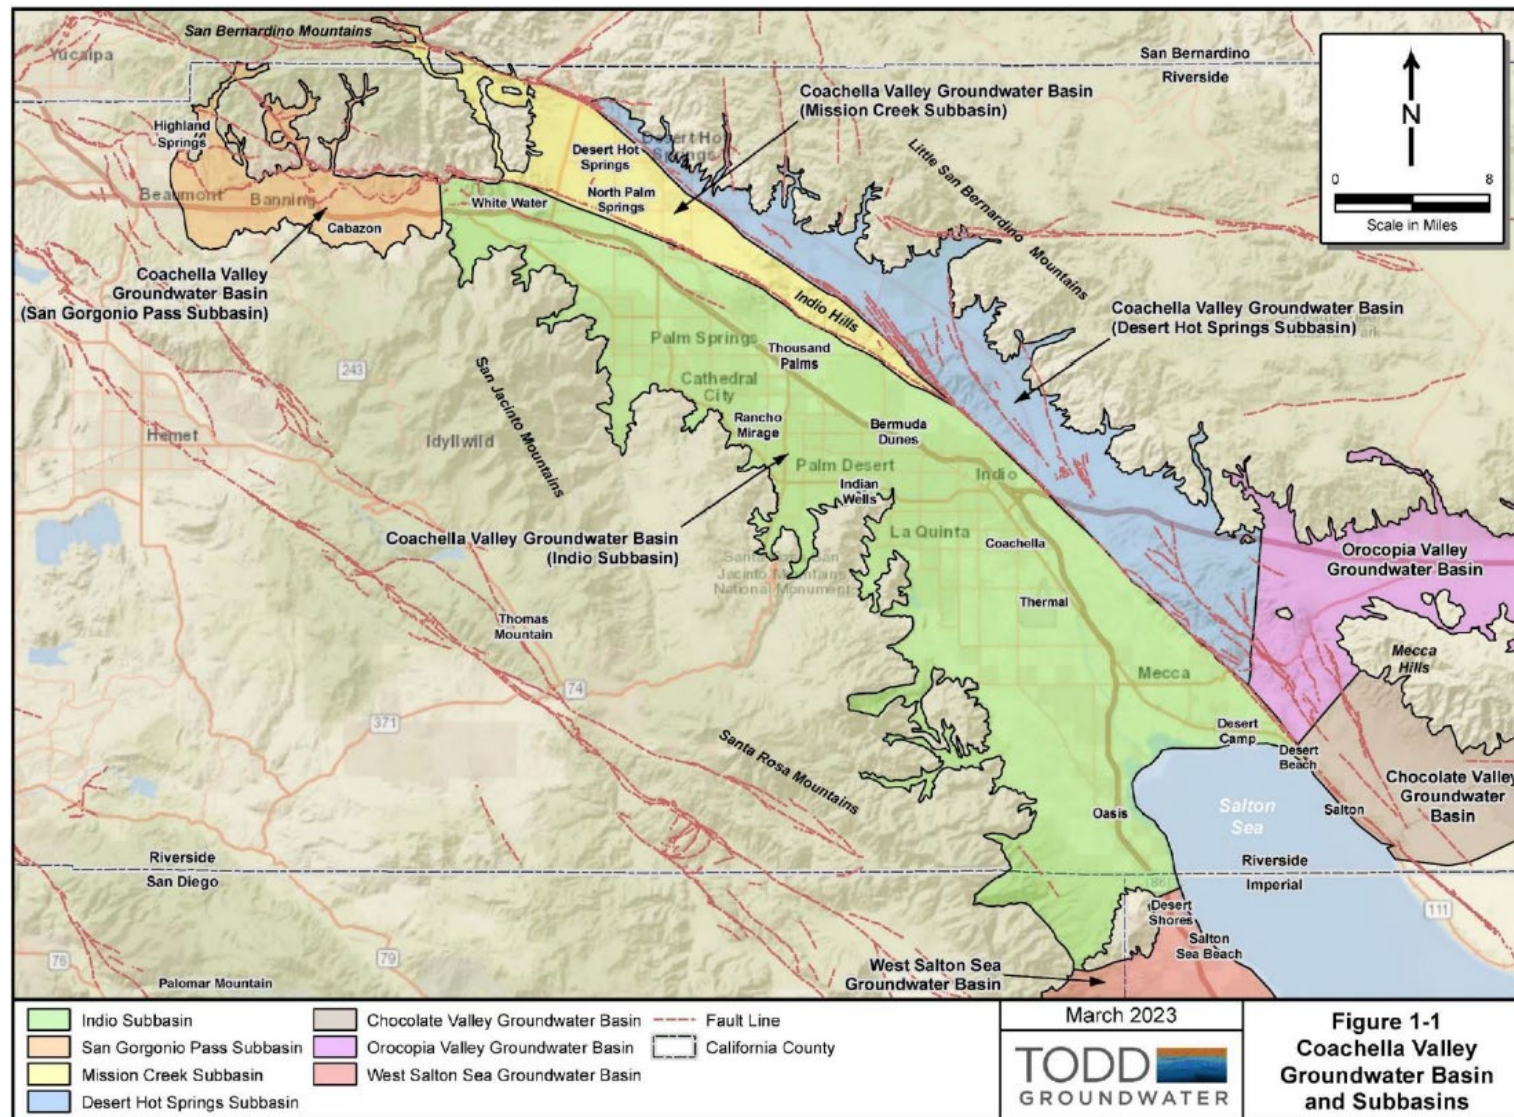 San Bernardino Mountains
Yucaipa
San Bernardino
Riverside
N
0 8
Scale in Miles
Coachella Valley Groundwater Basin
(Mission Creek Subbasin)
Highland
Springs
Desert Hot
Springs
Desert Hot
Springs
Little San Bernardino Mountains
Beaumont
Banning
White Water
North Palm
Springs
Cabazon
Coachella Valley
Groundwater Basin
(San Gorgonio Pass Subbasin)
Indio Hills
Coachella Valley Groundwater Basin
(Desert Hot Springs Subbasin)
Palm Springs
Thousand
Palms
243
San Jacinto Mountains
Cathedral
City
Hemet
Idyllwild
Rancho
Mirage
Bermuda
Dunes
Palm Desert
Indio
Indian
Wells
Coachella Valley Groundwater Basin
(Indio Subbasin)
La Quinta
Coachella
Orocopia Valley
Groundwater Basin
Jacinto Mountains
National Monument
Thermal
Thomas
Mountain
Mecca
Hills
Mecca
74
371
Santa Rosa Mountains
Desert
Camp
Desert
Beach
Chocolate Valley
Groundwater
Basin
Salton
Sea
Salton
Oasis
Riverside
San Diego
Riverside
Imperial
86
111
Desert
Shores
Salton
Sea Beach
West Salton Sea
Groundwater Basin
76
79
Palomar Mountain
Indio Subbasin
San Gorgonio Pass Subbasin
Mission Creek Subbasin
Desert Hot Springs Subbasin
Chocolate Valley Groundwater Basin
Orocopia Valley Groundwater Basin
West Salton Sea Groundwater Basin
Fault Line
California County
March 2023
TODD
GROUNDWATER
Figure 1-1
Coachella Valley
Groundwater Basin
and Subbasins